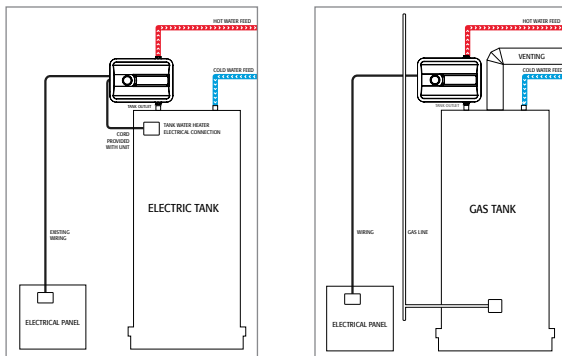 HOT WATER FEED
COLD WATER FEED
TANK OUTLET
TANK WATER HEATER
ELECTRICAL CONNECTION
CORD
PROVIDED
WITH UNIT
ELECTRIC TANK
EXISTING
WIRING
ELECTRICAL PANEL
HOT WATER FEED
VENTING
COLD WATER FEED
TANK OUTLET
GAS TANK
WIRING
GAS LINE
ELECTRICAL PANEL